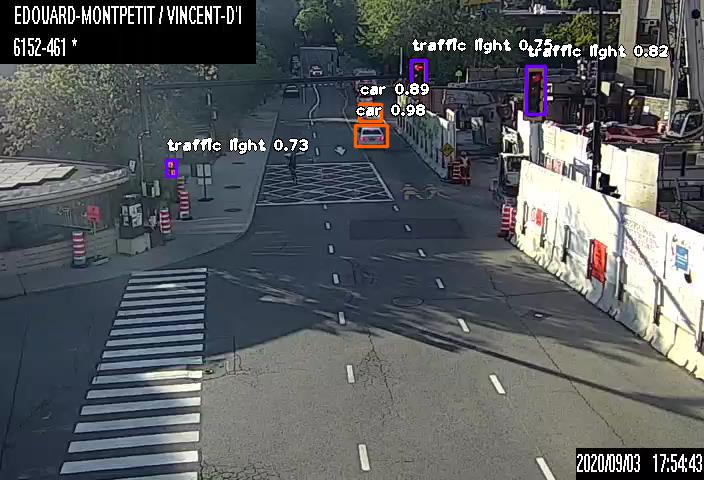 EDOUARD-MONTPETIT / VINCENT-D'I
6152-461 *
traffic light 0.75
traffic light 0.82
car 0.89
car 0.98
traffic light 0.73
2020/09/03 17:54:43